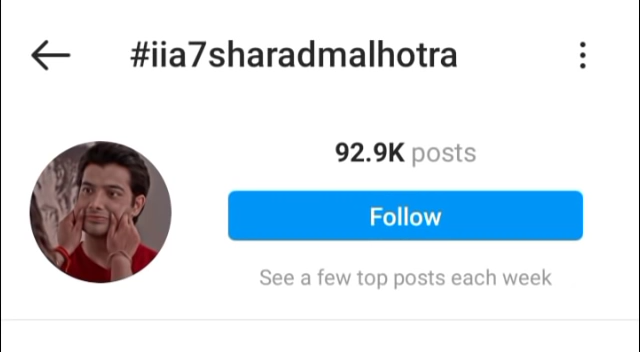 #iia7sharadmalhotra
92.9K posts
Follow
See a few top posts each week